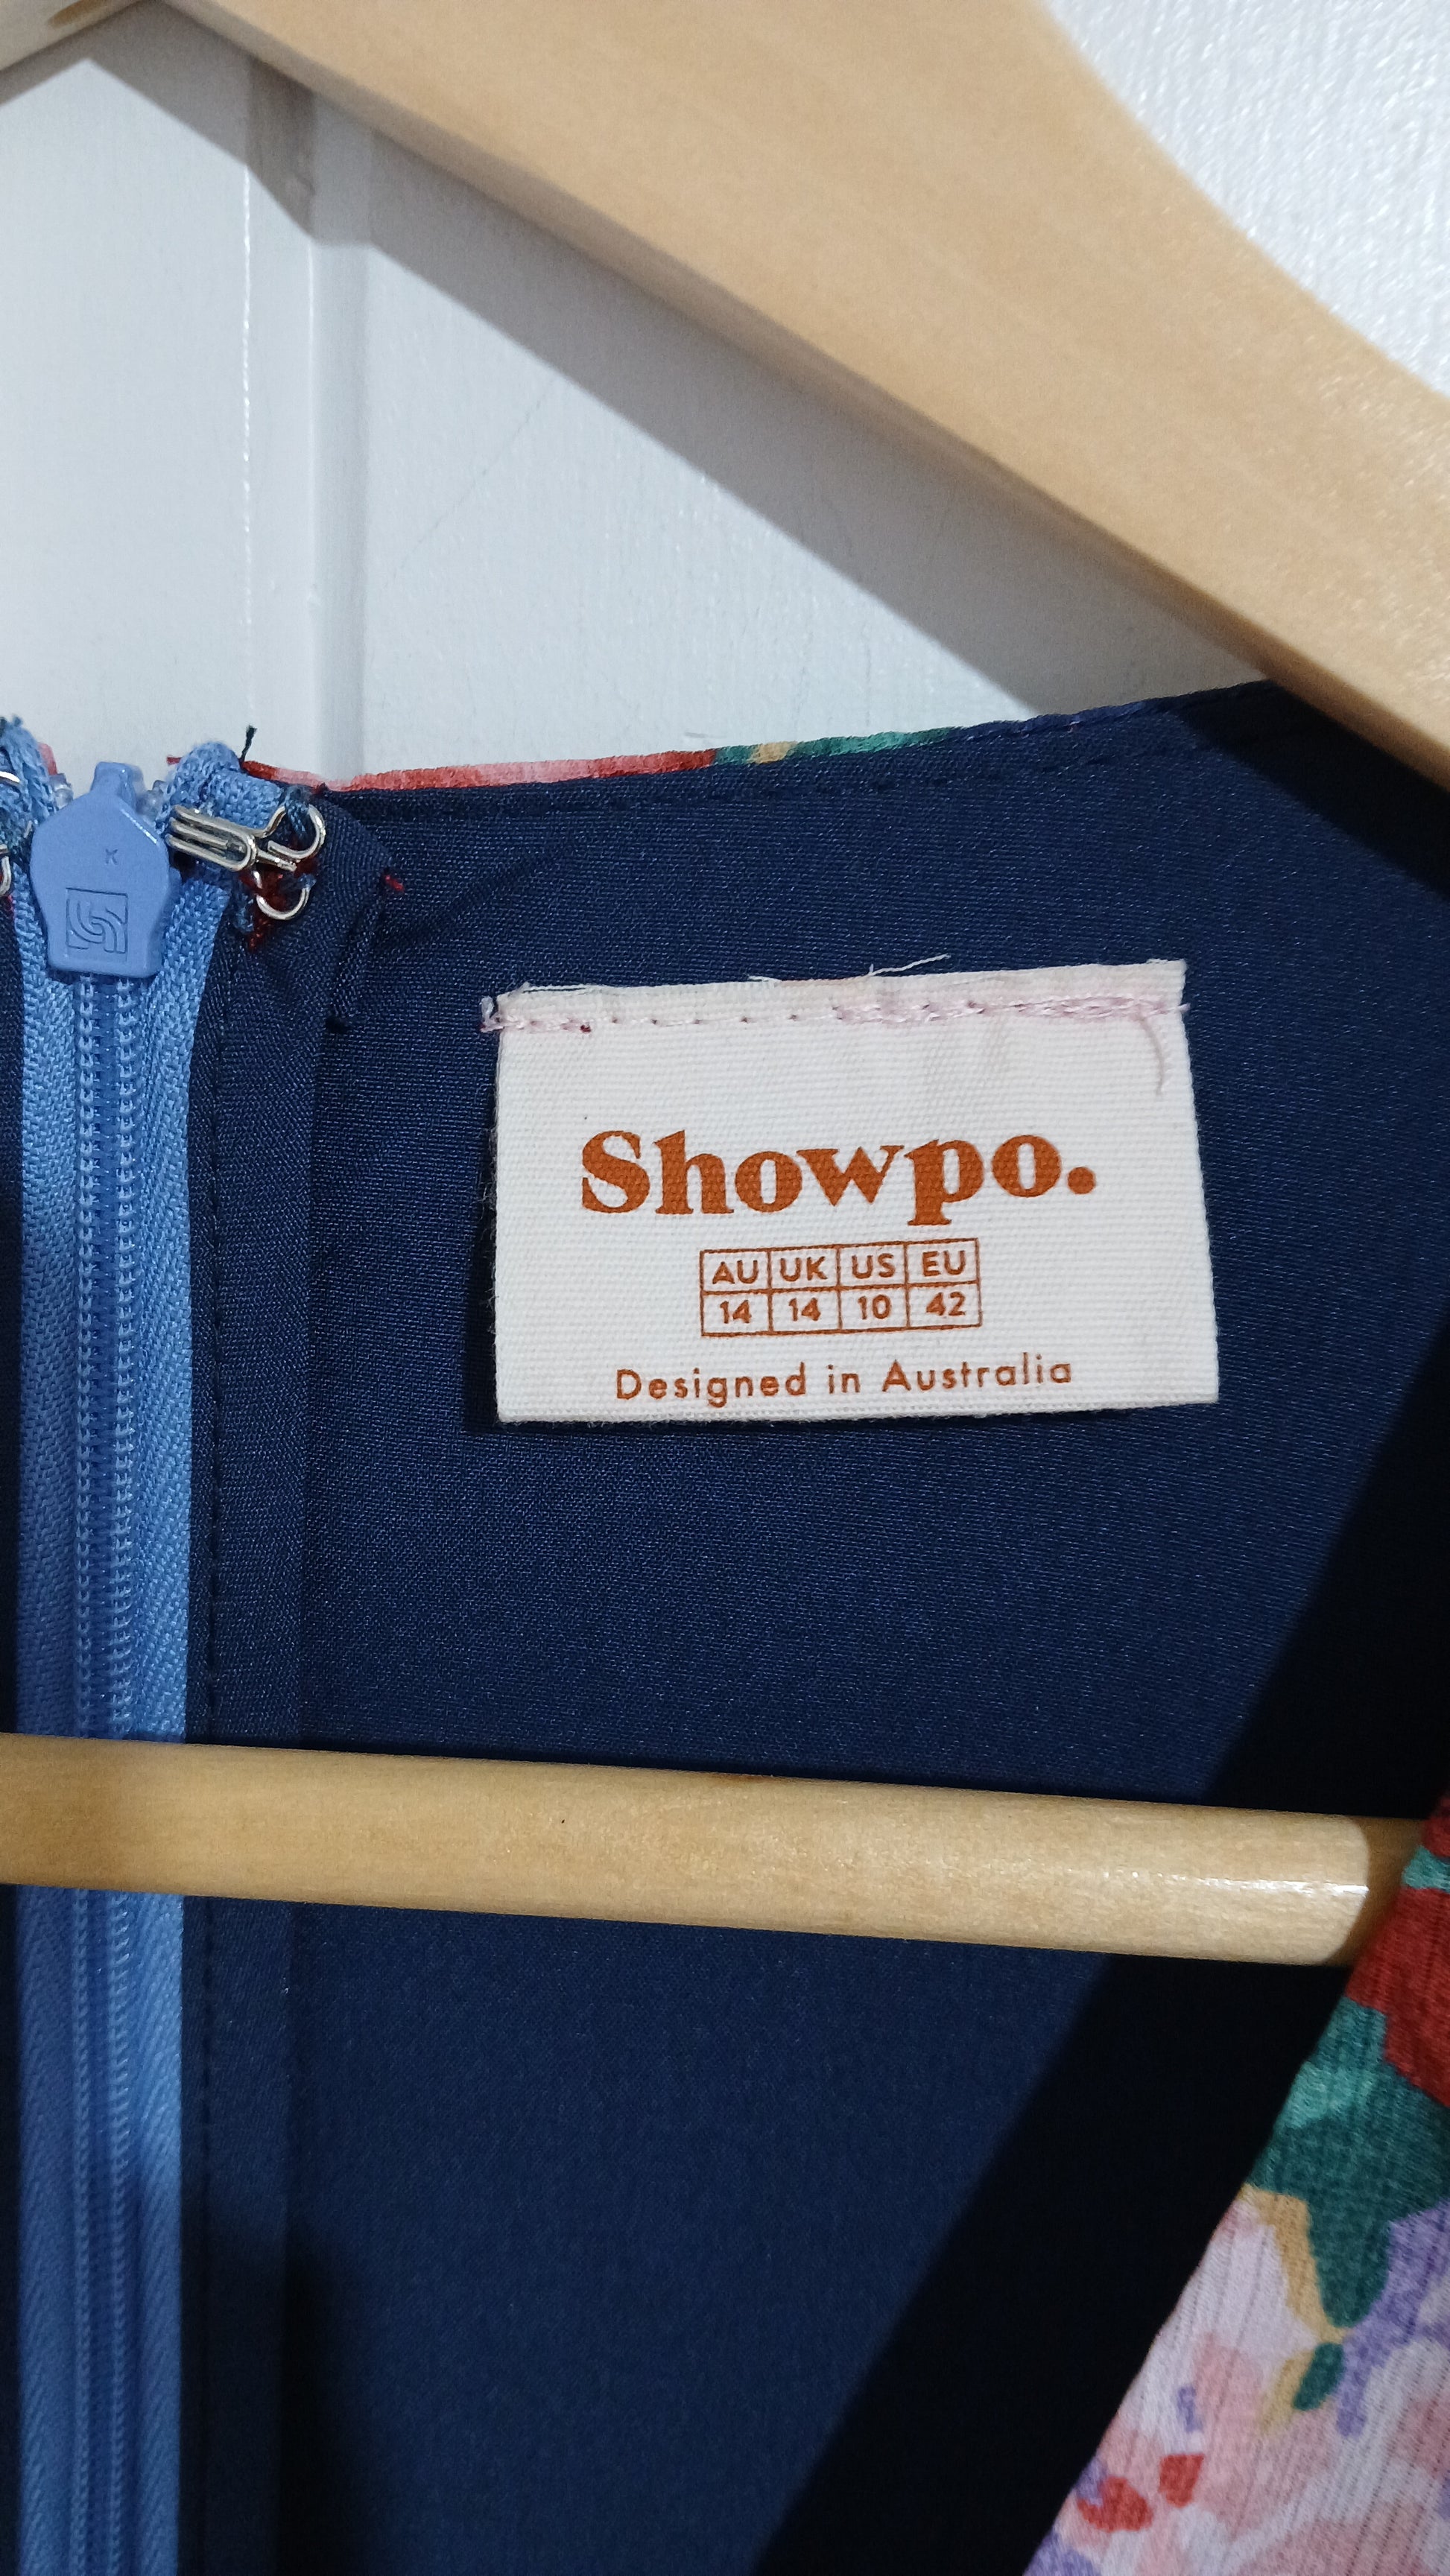 K
Showpo.
AU UK US EU
14 14 10 42
Designed in Australia